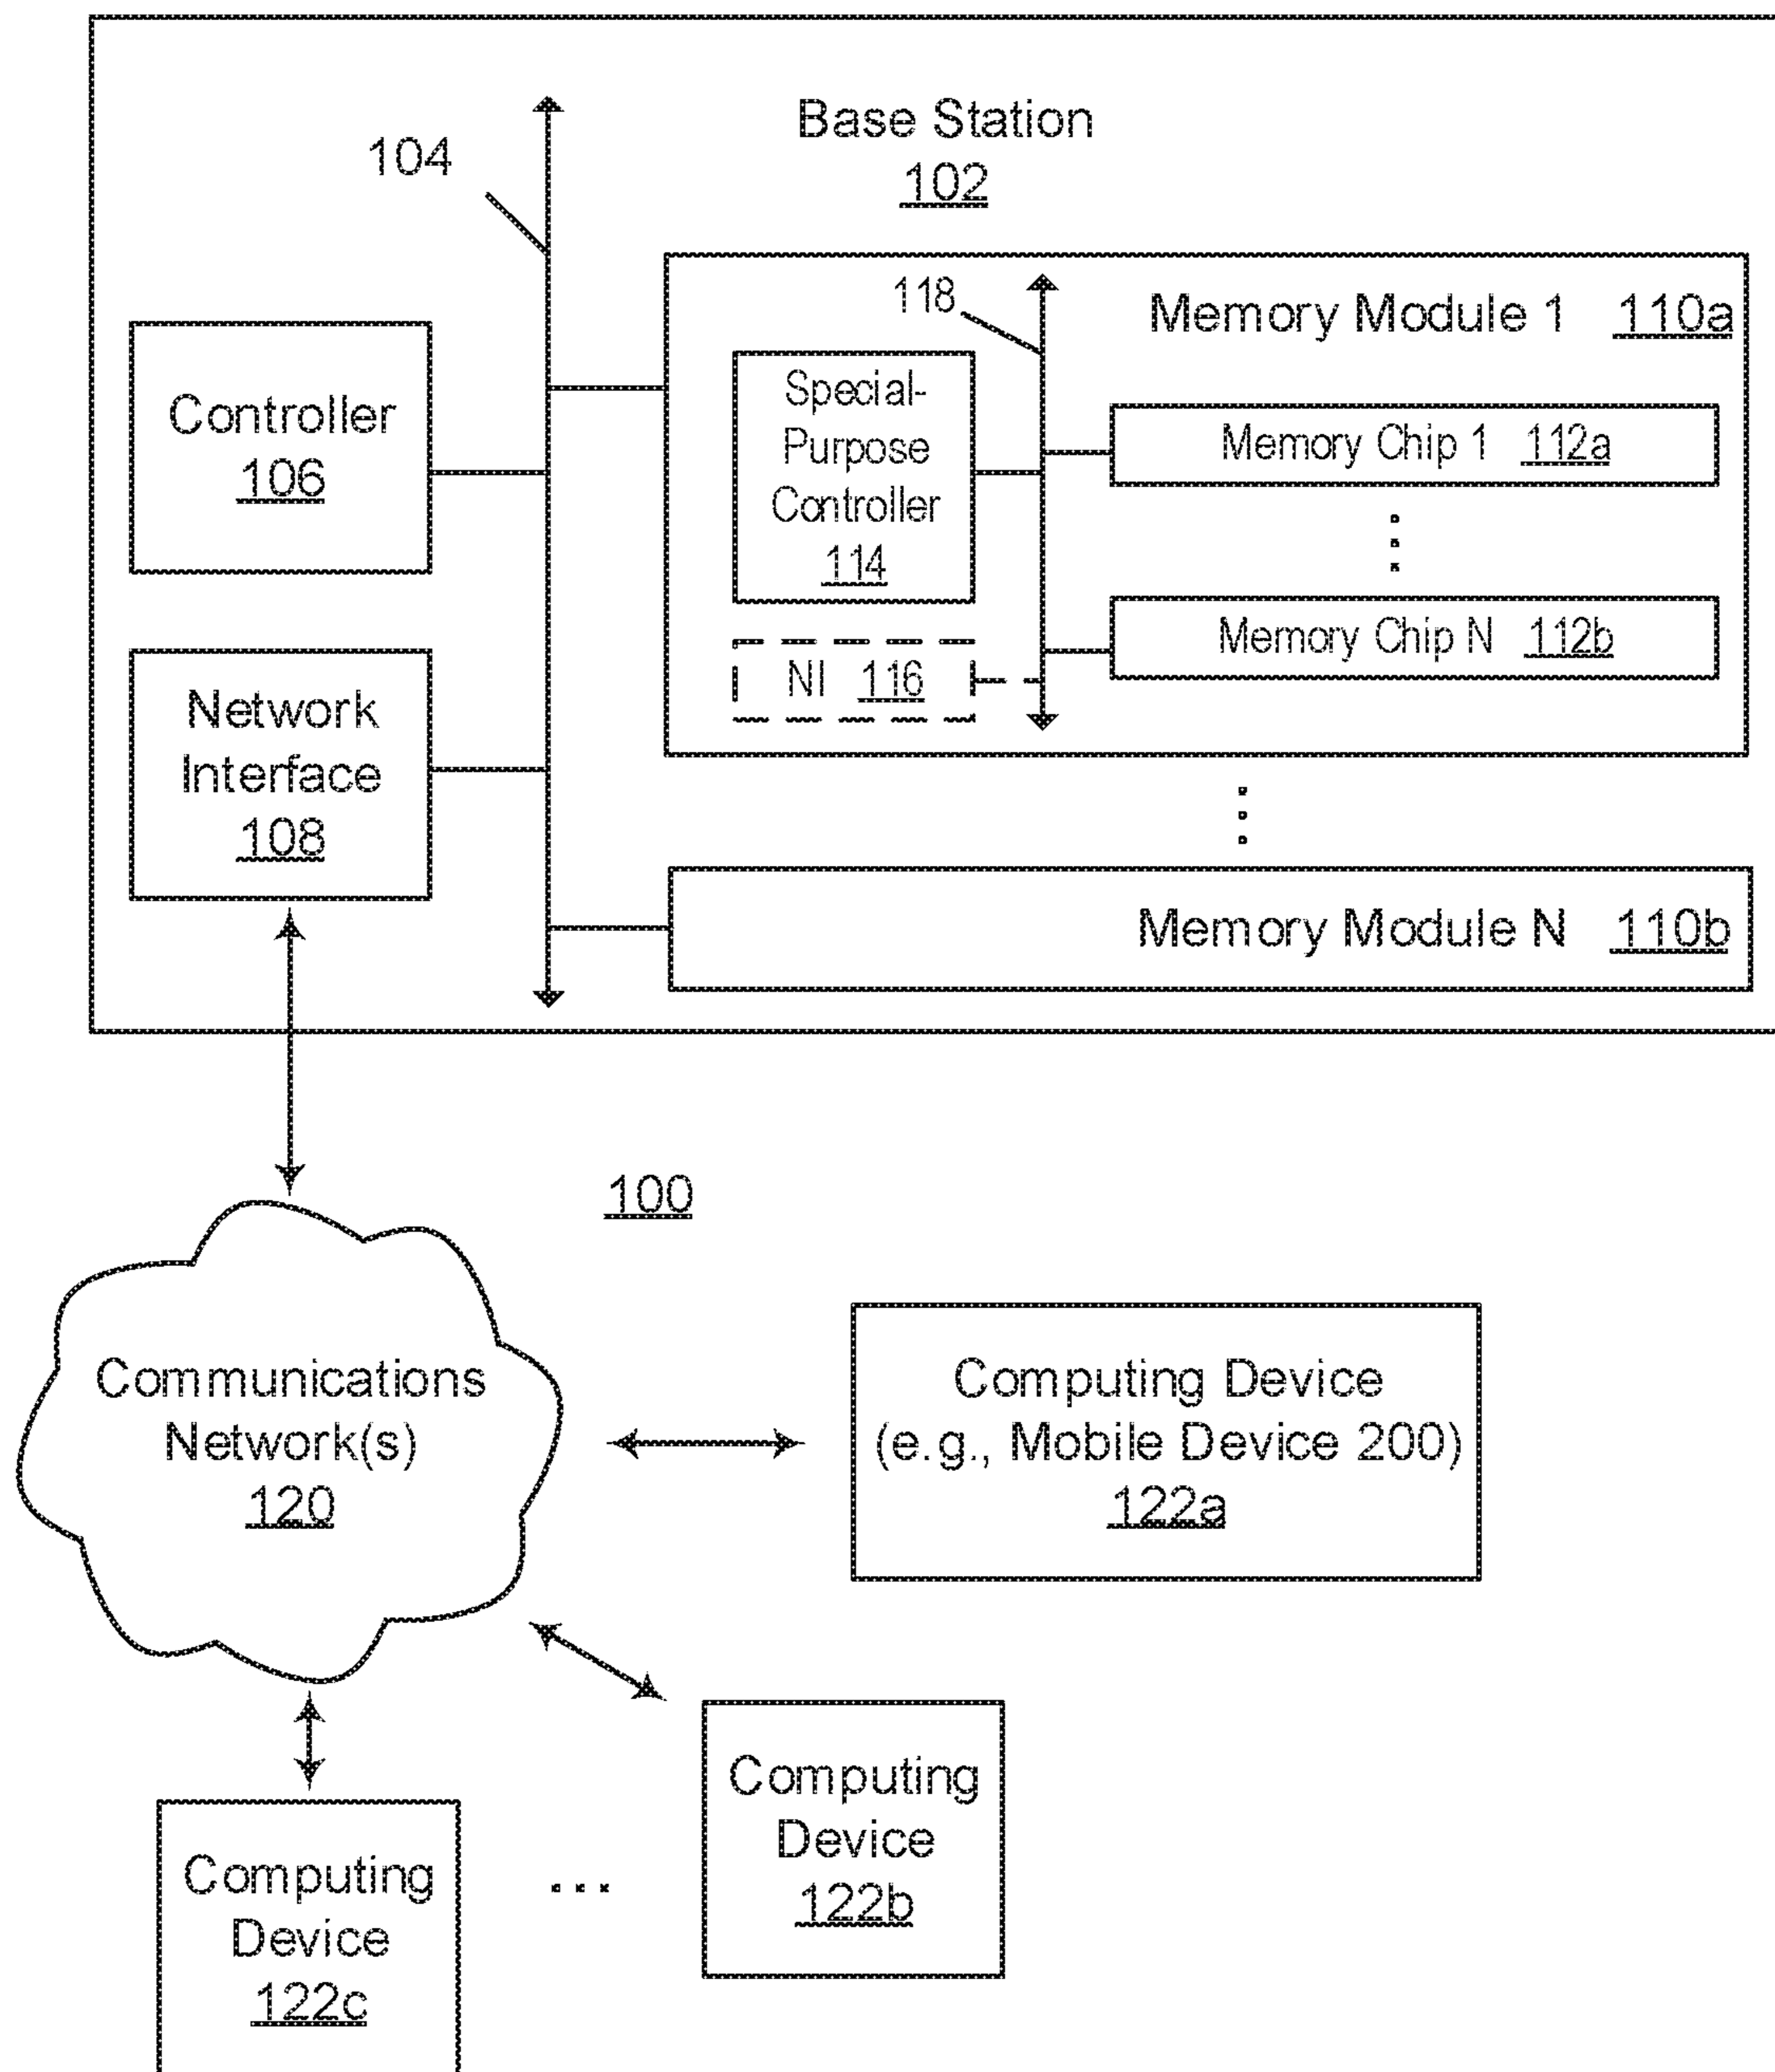 Base Station
102
104
118
Memory Module 1 110a
Controller
106
Special-
Purpose
Controller
114
Memory Chip 1 112a
⋮
Memory Chip N 112b
NI 116
Network
Interface
108
⋮
Memory Module N 110b
100
Communications
Network(s)
120
Computing Device
(e.g., Mobile Device 200)
122a
Computing
Device
122b
...
Computing
Device
122c